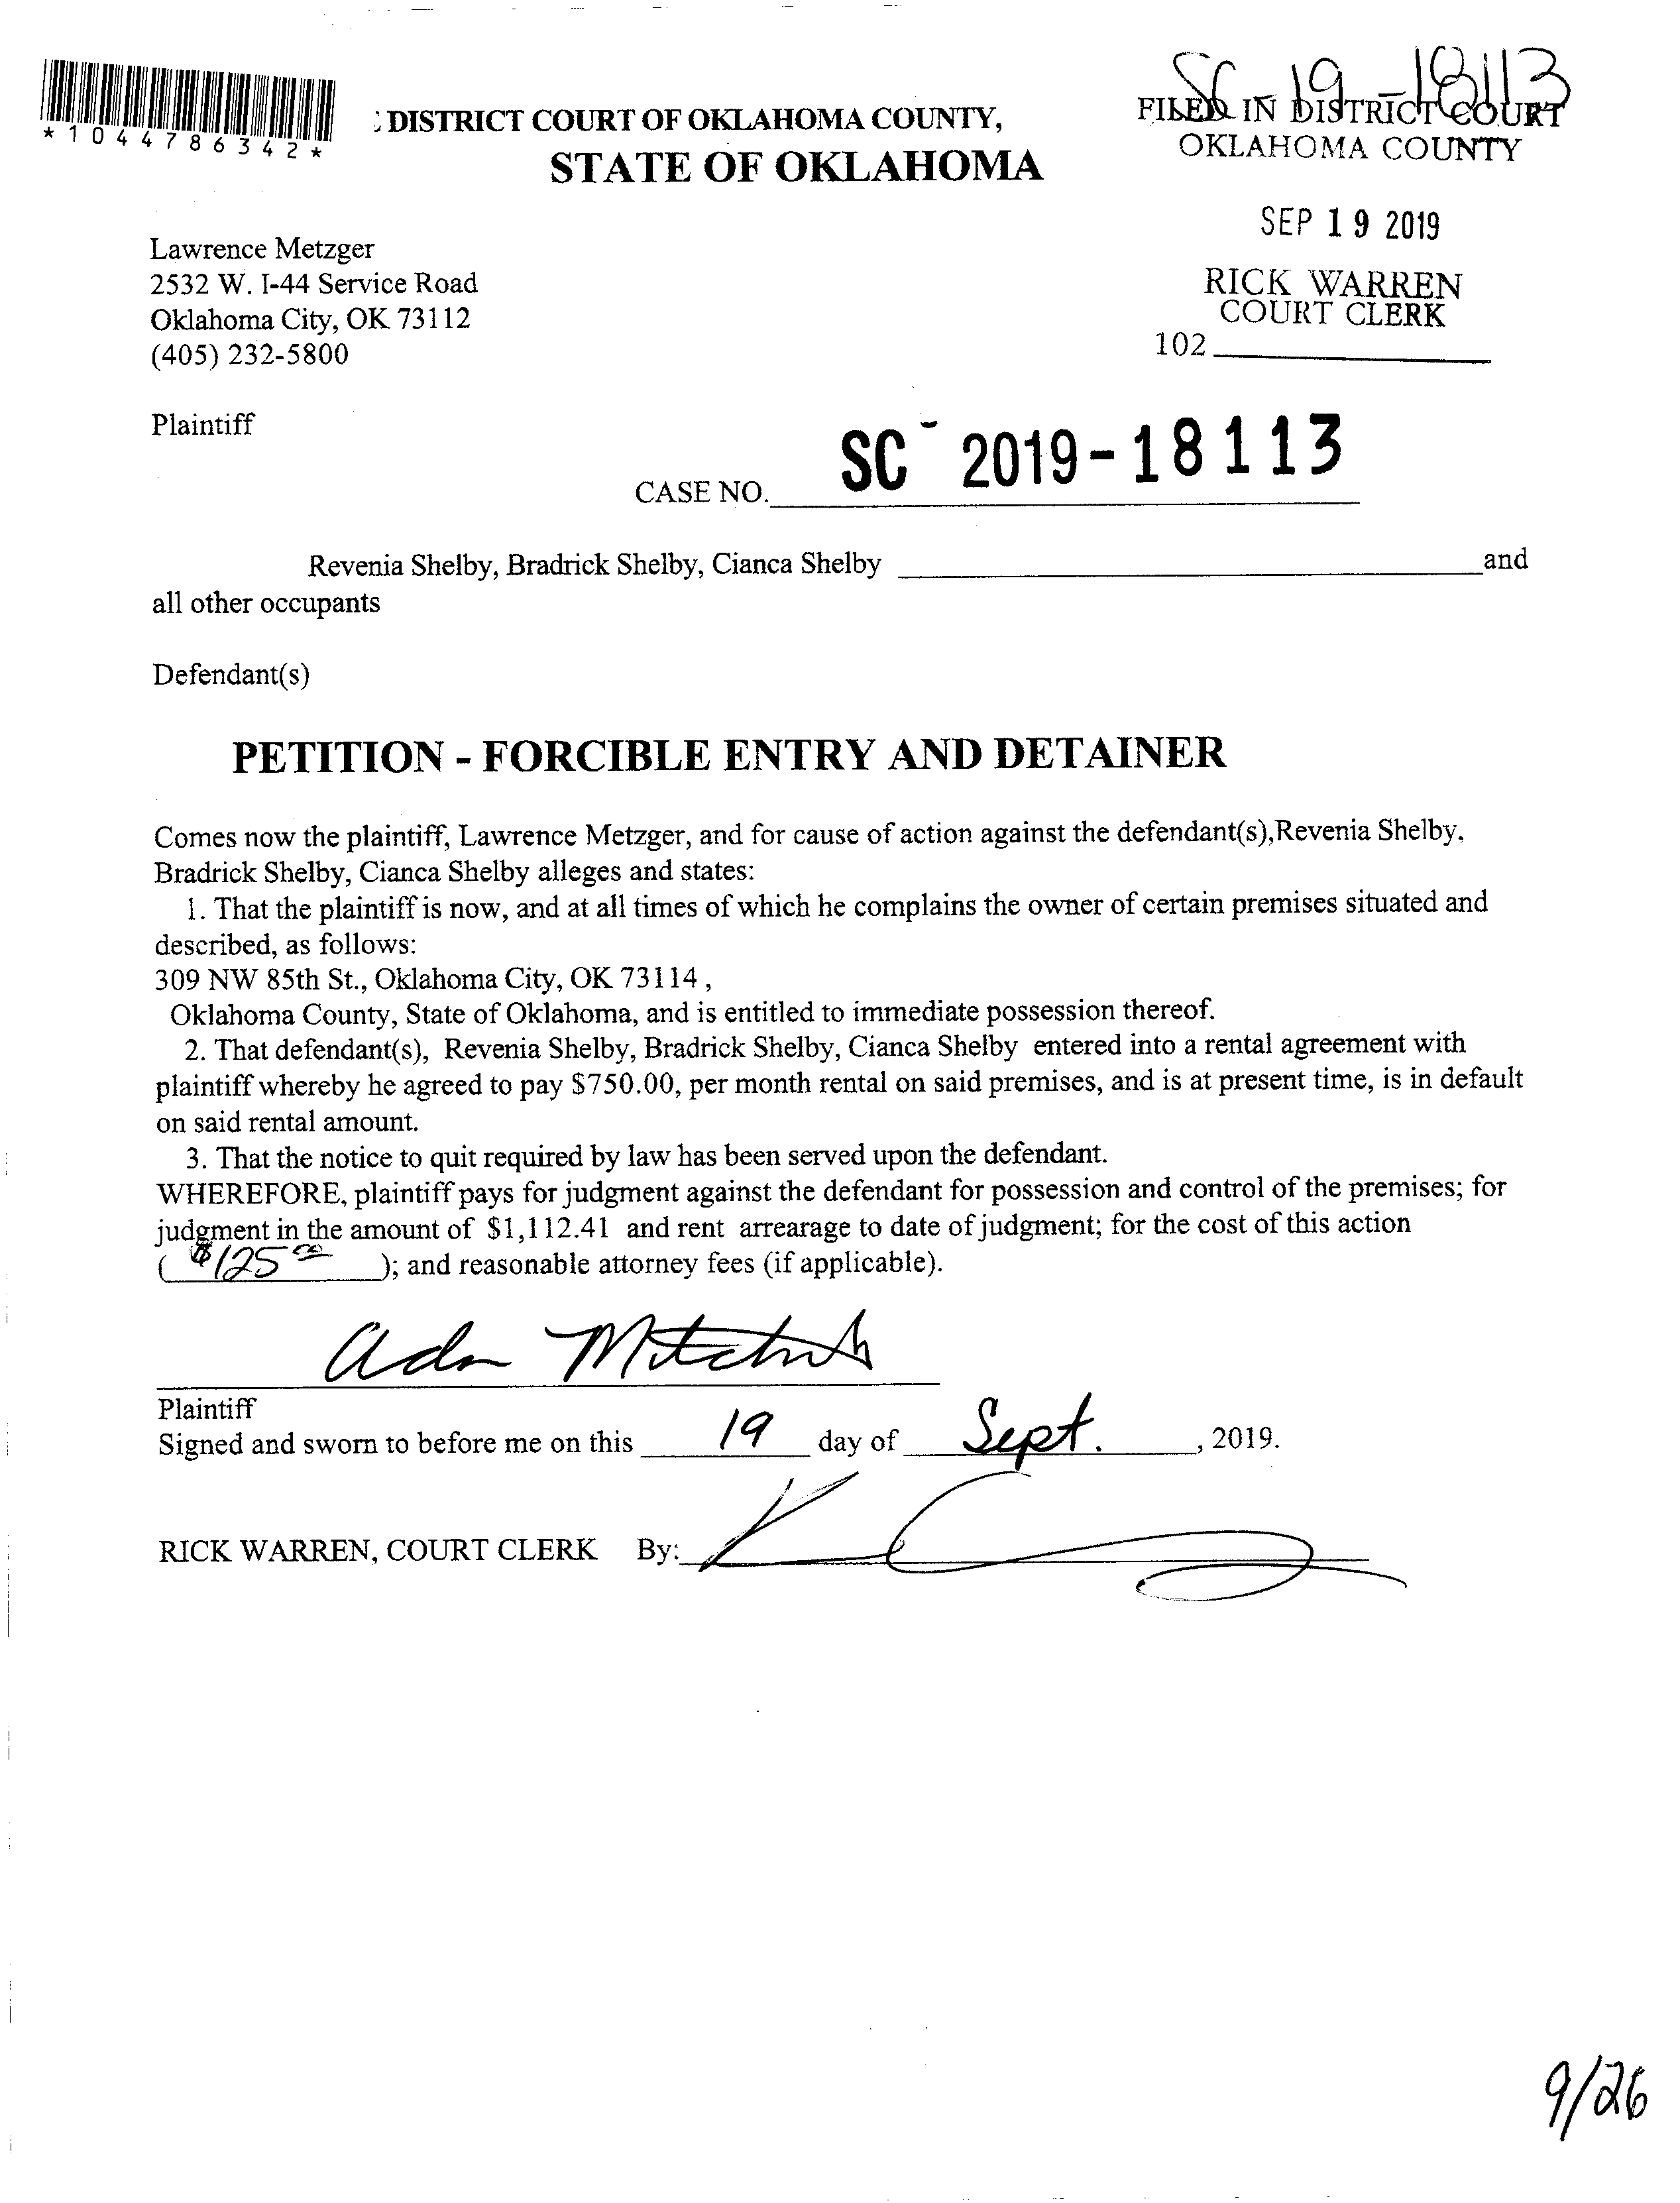 SC-19-18113
*1044786342*
DISTRICT COURT OF OKLAHOMA COUNTY,
STATE OF OKLAHOMA
FILED IN DISTRICT COURT
OKLAHOMA COUNTY
SEP 19 2019
RICK WARREN
COURT CLERK
102
Lawrence Metzger
2532 W. I-44 Service Road
Oklahoma City, OK 73112
(405) 232-5800
Plaintiff
CASE NO. SC-2019-18113
Revenia Shelby, Bradrick Shelby, Cianca Shelby and
all other occupants
Defendant(s)
PETITION - FORCIBLE ENTRY AND DETAINER
Comes now the plaintiff, Lawrence Metzger, and for cause of action against the defendant(s),Revenia Shelby,
Bradrick Shelby, Cianca Shelby alleges and states:
1. That the plaintiff is now, and at all times of which he complains the owner of certain premises situated and
described, as follows:
309 NW 85th St., Oklahoma City, OK 73114 ,
Oklahoma County, State of Oklahoma, and is entitled to immediate possession thereof.
2. That defendant(s), Revenia Shelby, Bradrick Shelby, Cianca Shelby entered into a rental agreement with
plaintiff whereby he agreed to pay $750.00, per month rental on said premises, and is at present time, is in default
on said rental amount.
3. That the notice to quit required by law has been served upon the defendant.
WHEREFORE, plaintiff pays for judgment against the defendant for possession and control of the premises; for
judgment in the amount of $1,112.41 and rent arrearage to date of judgment; for the cost of this action
( $125 00 ); and reasonable attorney fees (if applicable).
Plaintiff
Signed and sworn to before me on this 19 day of Sept. , 2019.
RICK WARREN, COURT CLERK By:
9/26